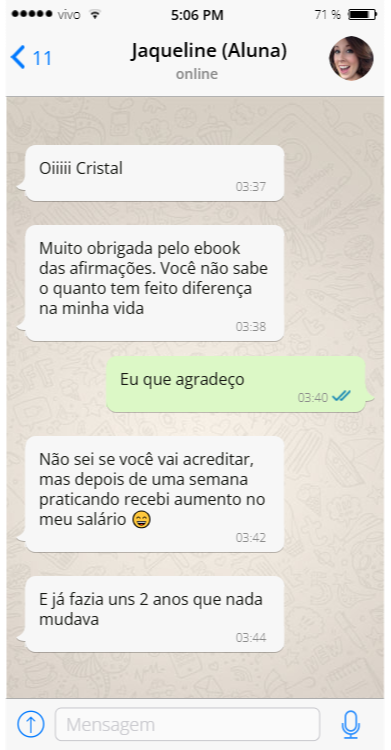 vivo 5:06 PM 71 %
11 Jaqueline (Aluna)
online
Oiiiii Cristal
03:37
Muito obrigada pelo ebook
das afirmações. Você não sabe
o quanto tem feito diferença
na minha vida
03:38
Eu que agradeço
03:40
Não sei se você vai acreditar,
mas depois de uma semana
praticando recebi aumento no
meu salário 😄
03:42
E já fazia uns 2 anos que nada
mudava
03:44
Mensagem